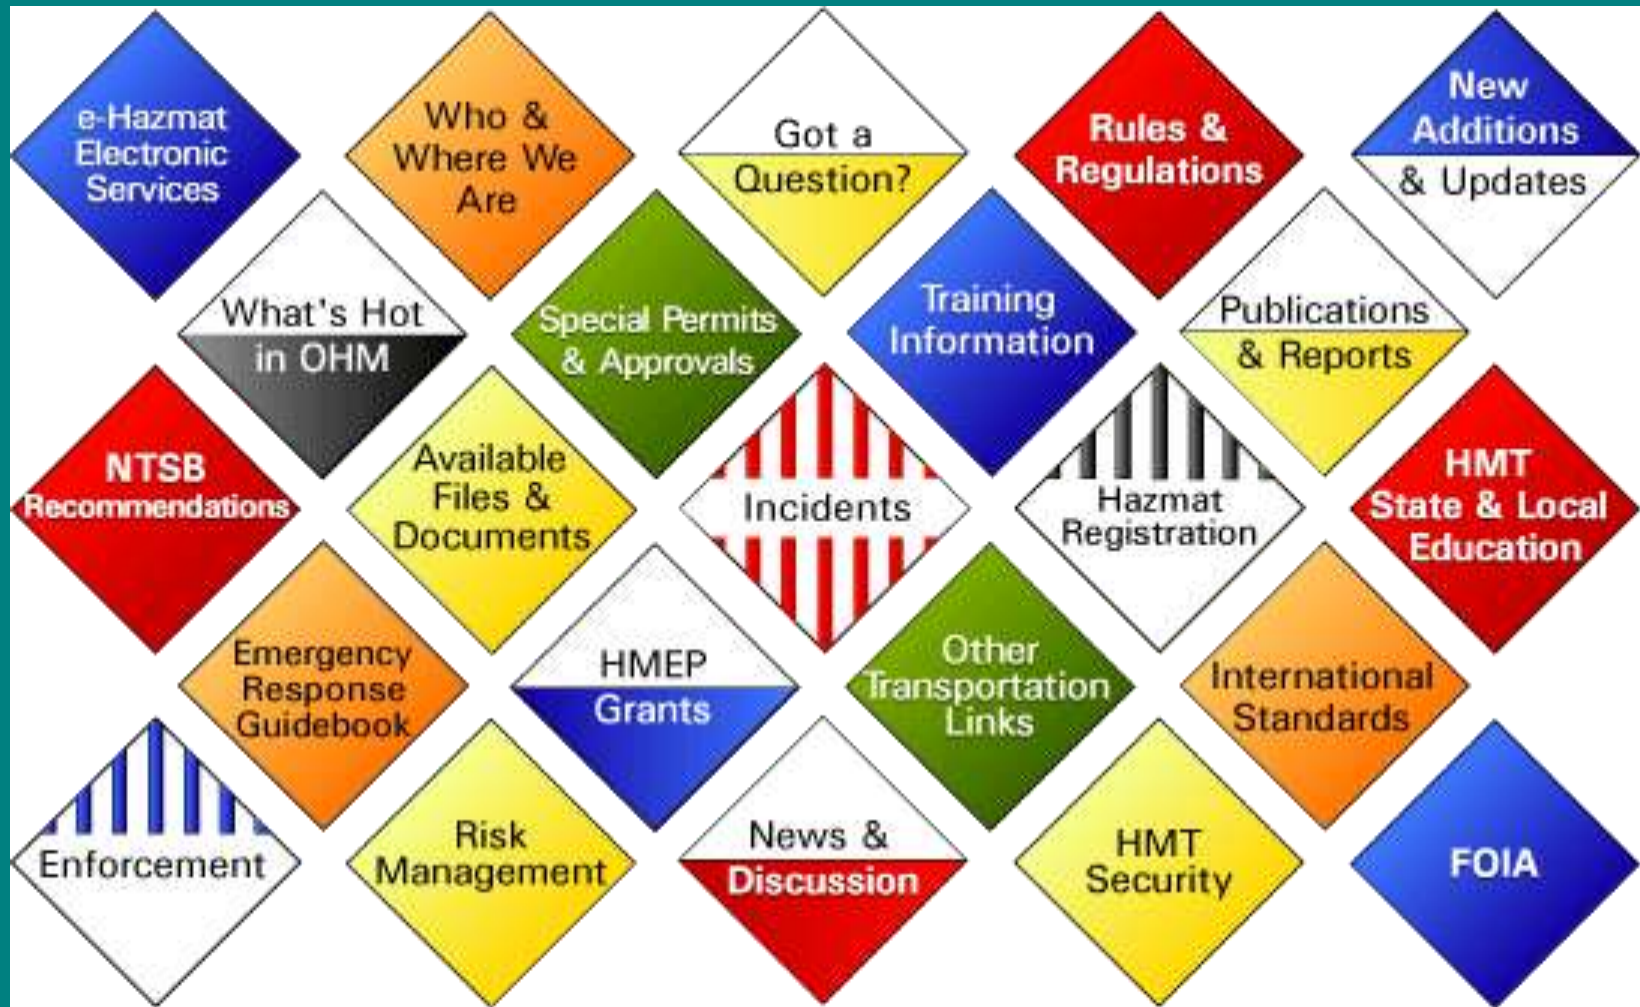 e-Hazmat
Electronic
Services
Who &
Where We
Are
Got a
Question?
Rules &
Regulations
New
Additions
& Updates
What's Hot
in OHM
Special Permits
& Approvals
Training
Information
Publications
& Reports
NTSB
Recommendations
Available
Files &
Documents
Incidents
Hazmat
Registration
HMT
State & Local
Education
Emergency
Response
Guidebook
HMEP
Grants
Other
Transportation
Links
International
Standards
Enforcement
Risk
Management
News &
Discussion
HMT
Security
FOIA